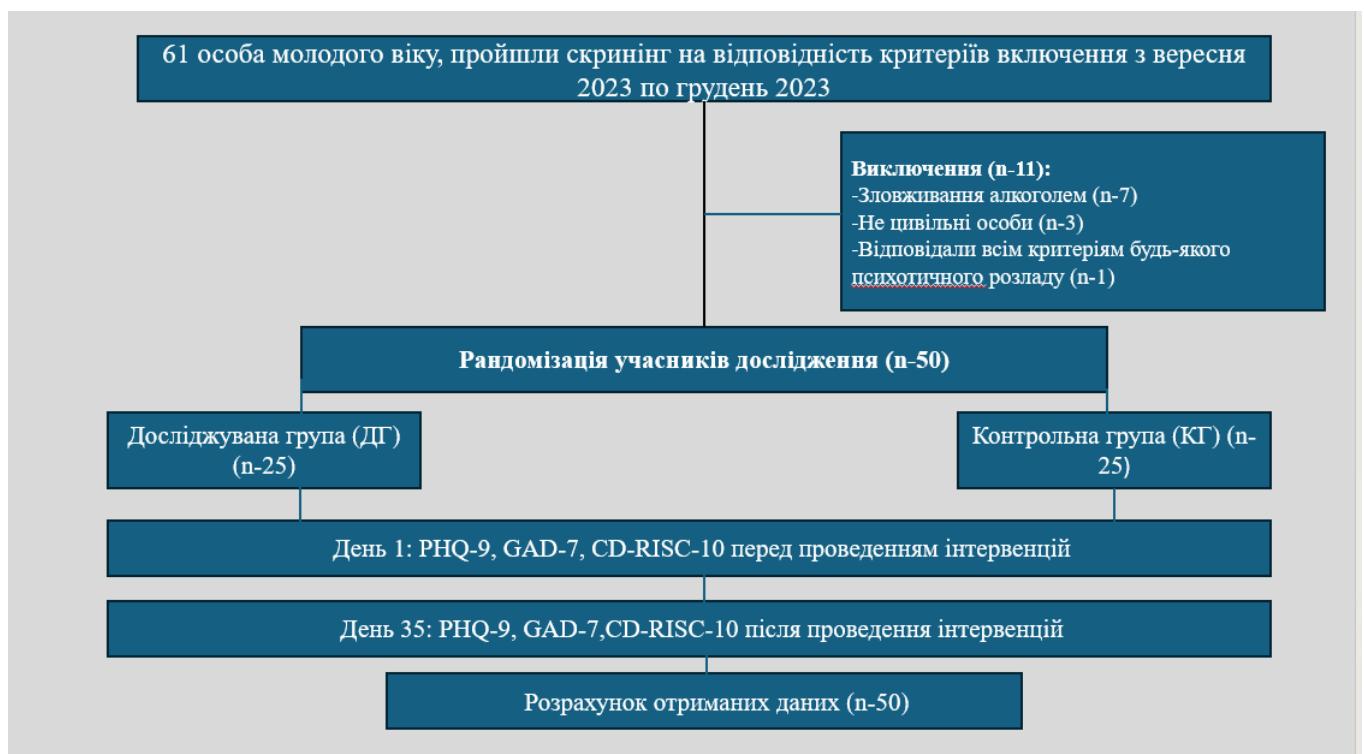 61 особа молодого віку, пройшли скринінг на відповідність критеріїв включення з вересня
2023 по грудень 2023
Виключення (n-11):
-Зловживання алкоголем (n-7)
-Не цивільні особи (n-3)
-Відповідали всім критеріям будь-якого
психотичного розладу (n-1)
Рандомізація учасників дослідження (n-50)
Досліджувана група (ДГ)
(n-25)
Контрольна група (КГ) (n-
25)
День 1: PHQ-9, GAD-7, CD-RISC-10 перед проведенням інтервенцій
День 35: PHQ-9, GAD-7,CD-RISC-10 після проведення інтервенцій
Розрахунок отриманих даних (n-50)